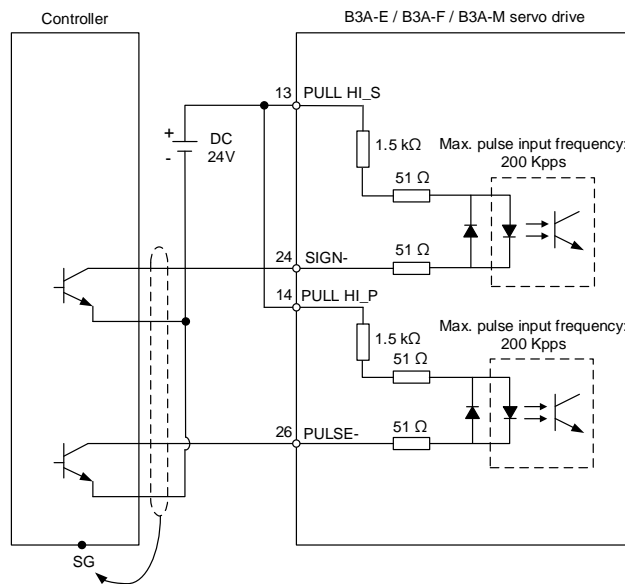 Controller
B3A-E / B3A-F / B3A-M servo drive
13
PULL HI_S
+
-
DC
24V
1.5 kΩ
Max. pulse input frequency:
200 Kpps
51 Ω
51 Ω
24
SIGN-
14
PULL HI_P
1.5 kΩ
Max. pulse input frequency:
200 Kpps
51 Ω
51 Ω
26
PULSE-
SG